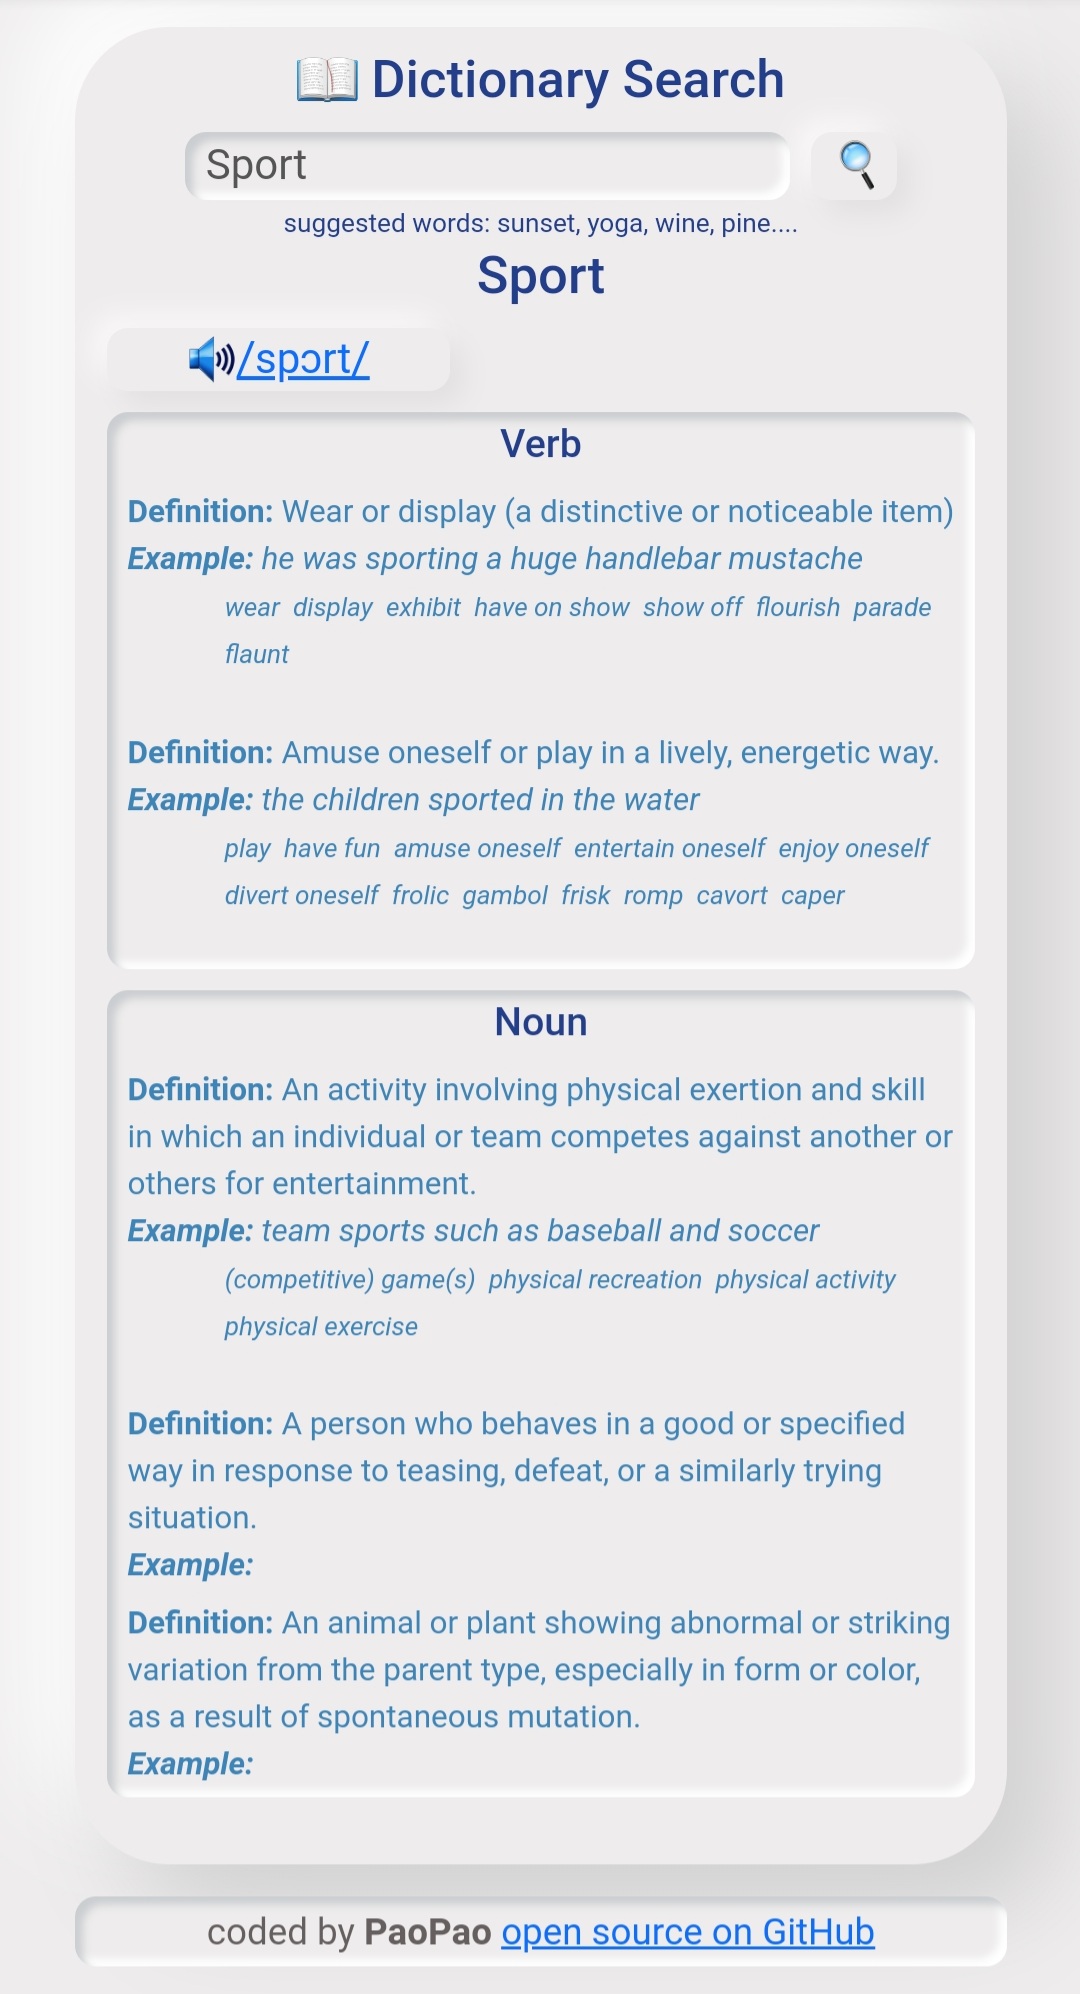 📖 Dictionary Search
Sport
suggested words: sunset, yoga, wine, pine....
Sport
/spɔrt/
Verb
Definition: Wear or display (a distinctive or noticeable item)
Example: he was sporting a huge handlebar mustache
wear display exhibit have on show show off flourish parade
flaunt
Definition: Amuse oneself or play in a lively, energetic way.
Example: the children sported in the water
play have fun amuse oneself entertain oneself enjoy oneself
divert oneself frolic gambol frisk romp cavort caper
Noun
Definition: An activity involving physical exertion and skill
in which an individual or team competes against another or
others for entertainment.
Example: team sports such as baseball and soccer
(competitive) game(s) physical recreation physical activity
physical exercise
Definition: A person who behaves in a good or specified
way in response to teasing, defeat, or a similarly trying
situation.
Example:
Definition: An animal or plant showing abnormal or striking
variation from the parent type, especially in form or color,
as a result of spontaneous mutation.
Example:
coded by PaoPao open source on GitHub